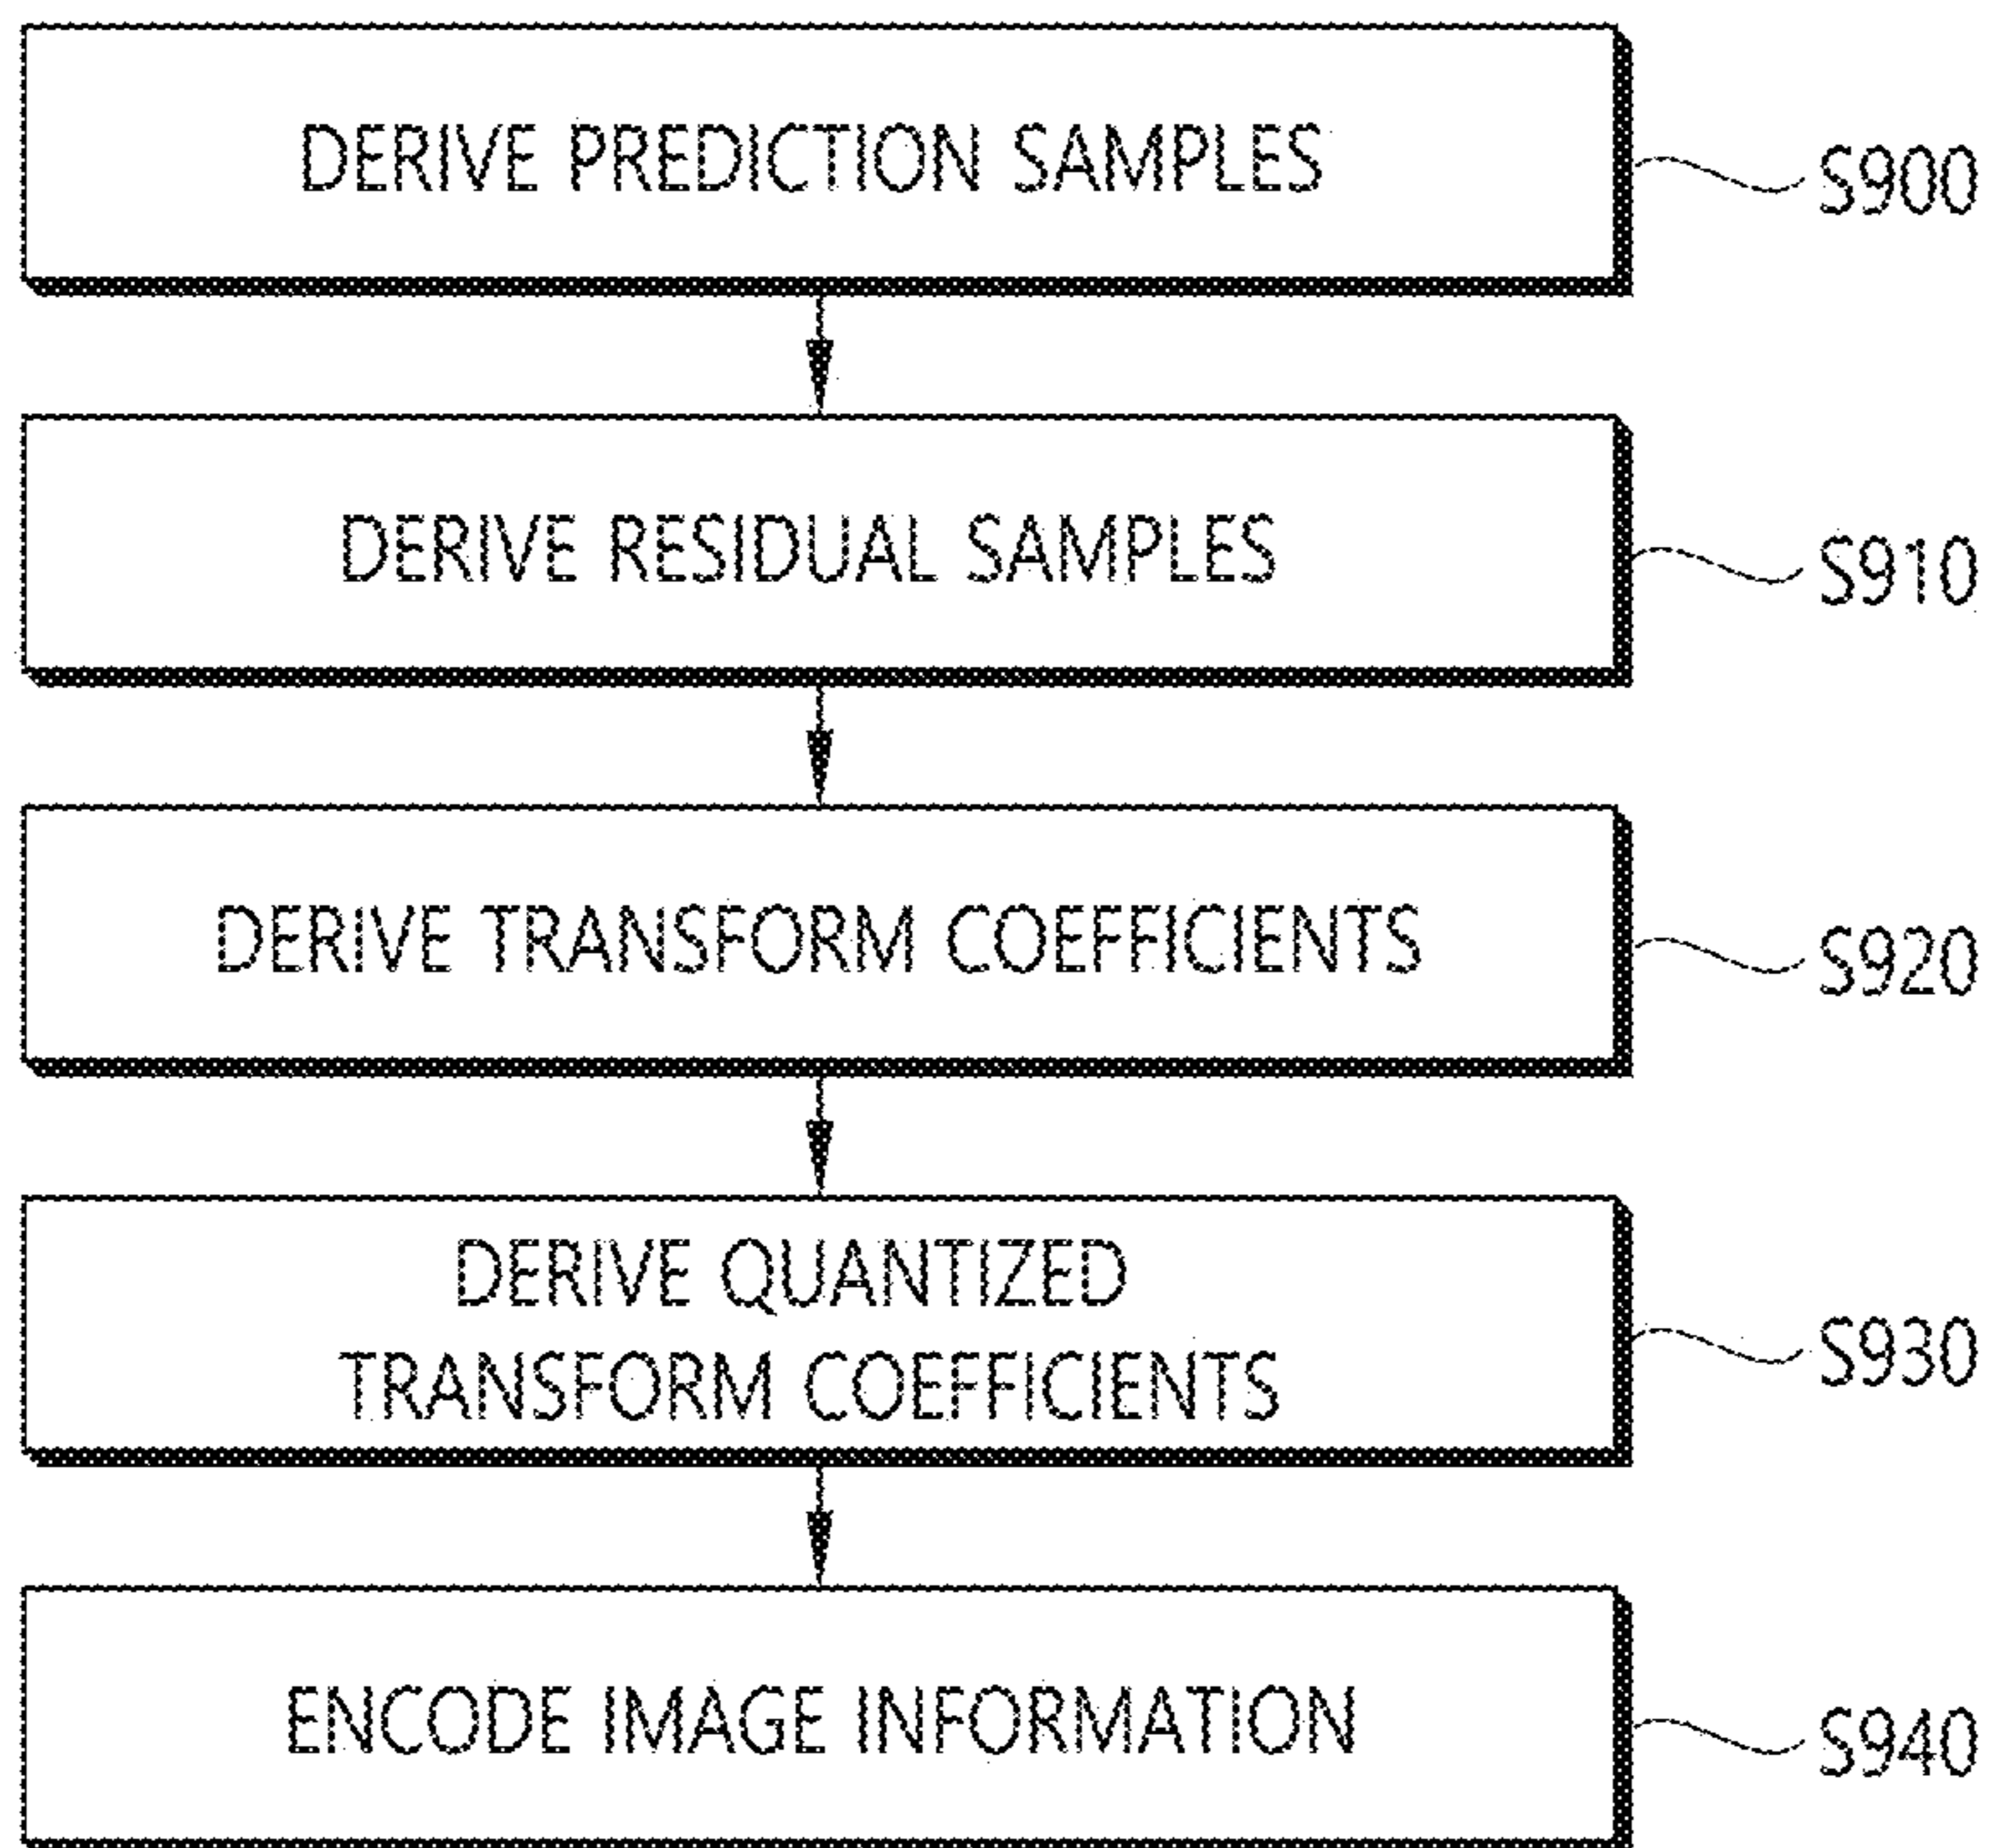 DERIVE PREDICTION SAMPLES
S900
DERIVE RESIDUAL SAMPLES
S910
DERIVE TRANSFORM COEFFICIENTS
S920
DERIVE QUANTIZED
TRANSFORM COEFFICIENTS
S930
ENCODE IMAGE INFORMATION
S940